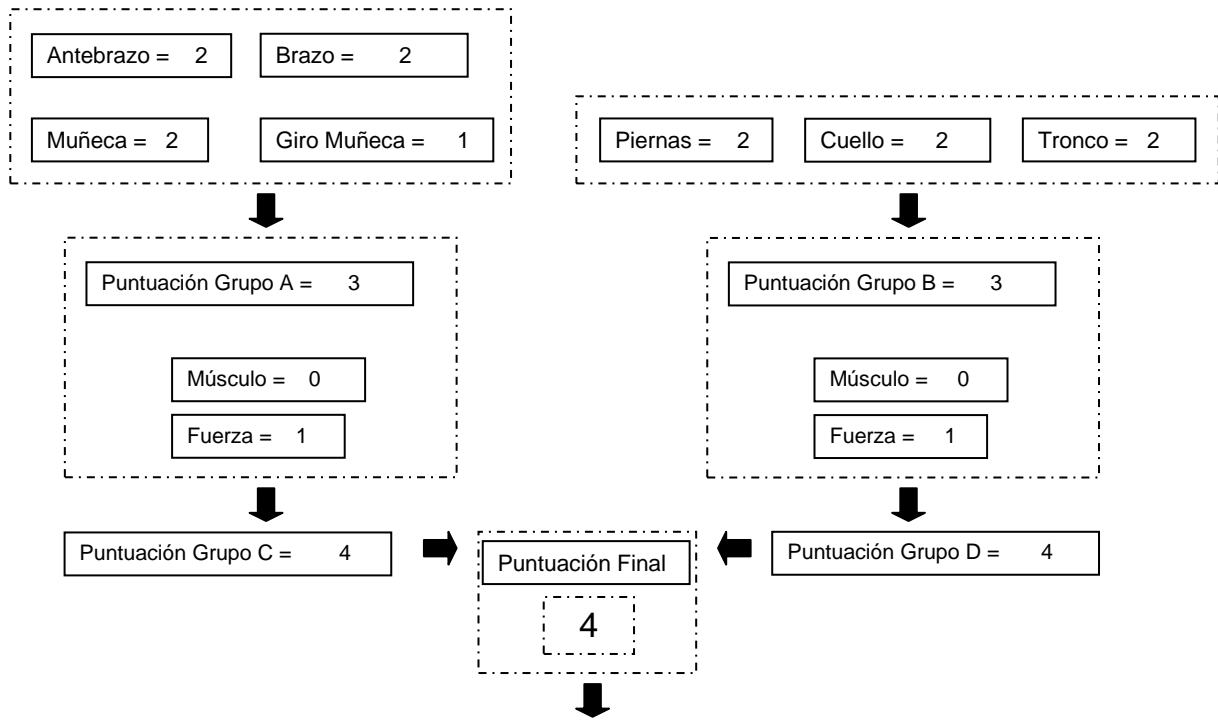 Antebrazo = 2
Brazo = 2
Muñeca = 2
Giro Muñeca = 1
Piernas = 2
Cuello = 2
Tronco = 2
Puntuación Grupo A = 3
Músculo = 0
Fuerza = 1
Puntuación Grupo B = 3
Músculo = 0
Fuerza = 1
Puntuación Grupo C = 4
Puntuación Final
4
Puntuación Grupo D = 4